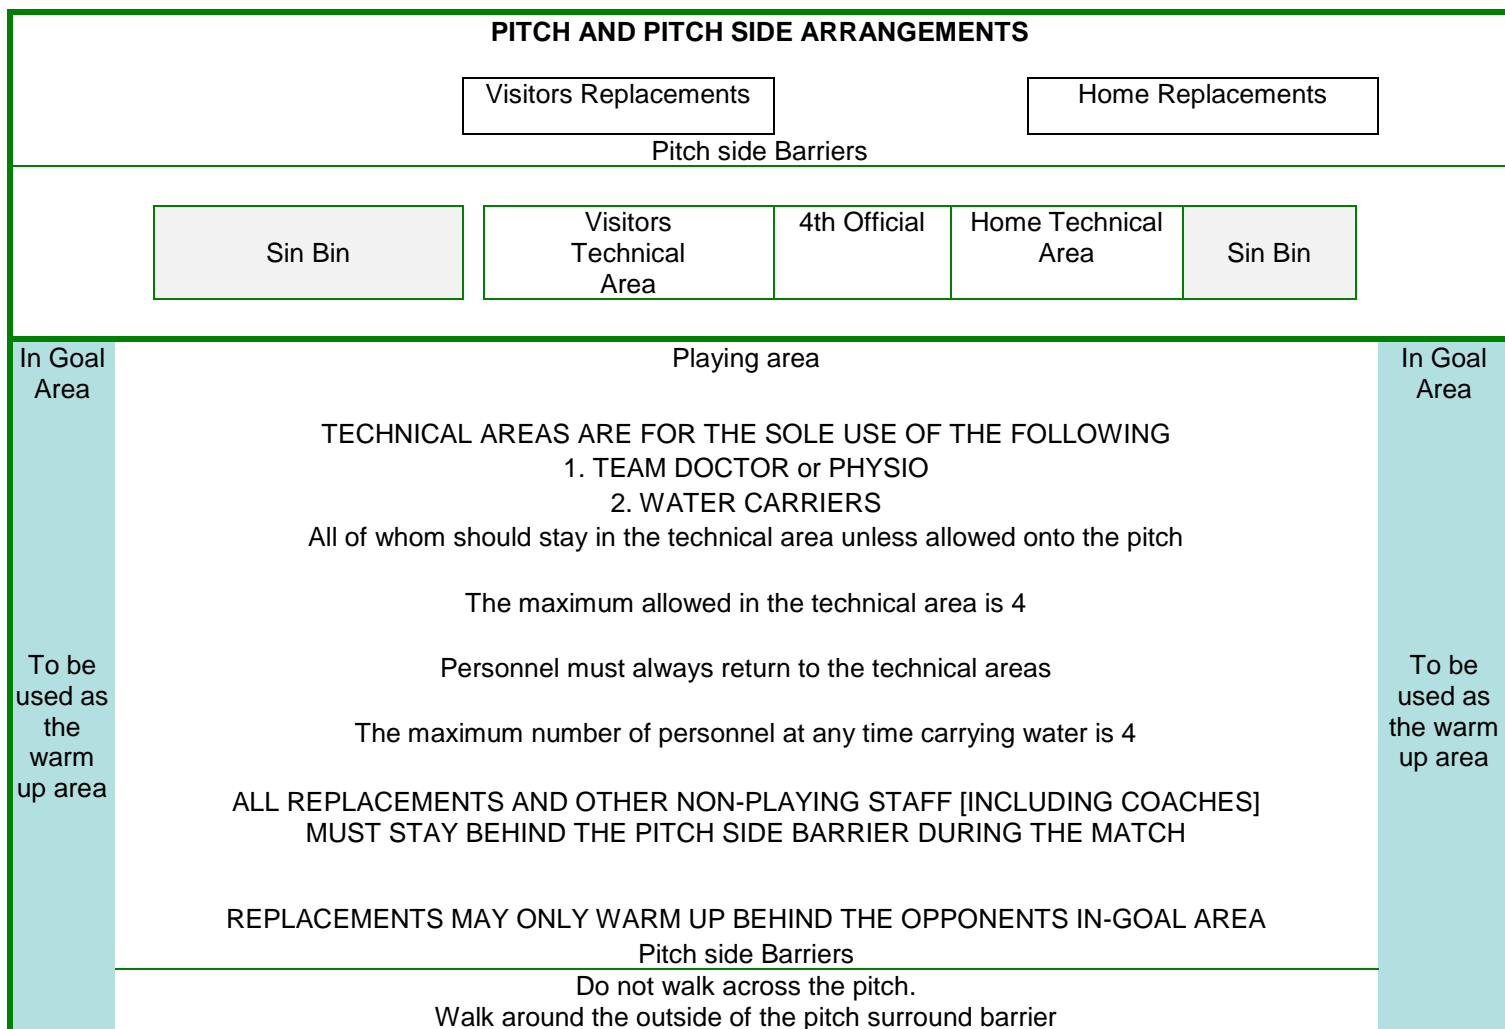 PITCH AND PITCH SIDE ARRANGEMENTS
Visitors Replacements
Home Replacements
Pitch side Barriers
Sin Bin
Visitors
Technical
Area
4th Official
Home Technical
Area
Sin Bin
In Goal
Area
To be
used as
the
warm
up area
Playing area
TECHNICAL AREAS ARE FOR THE SOLE USE OF THE FOLLOWING
1. TEAM DOCTOR or PHYSIO
2. WATER CARRIERS
All of whom should stay in the technical area unless allowed onto the pitch
The maximum allowed in the technical area is 4
Personnel must always return to the technical areas
The maximum number of personnel at any time carrying water is 4
ALL REPLACEMENTS AND OTHER NON-PLAYING STAFF [INCLUDING COACHES]
MUST STAY BEHIND THE PITCH SIDE BARRIER DURING THE MATCH
REPLACEMENTS MAY ONLY WARM UP BEHIND THE OPPONENTS IN-GOAL AREA
Pitch side Barriers
Do not walk across the pitch.
Walk around the outside of the pitch surround barrier
In Goal
Area
To be
used as
the warm
up area